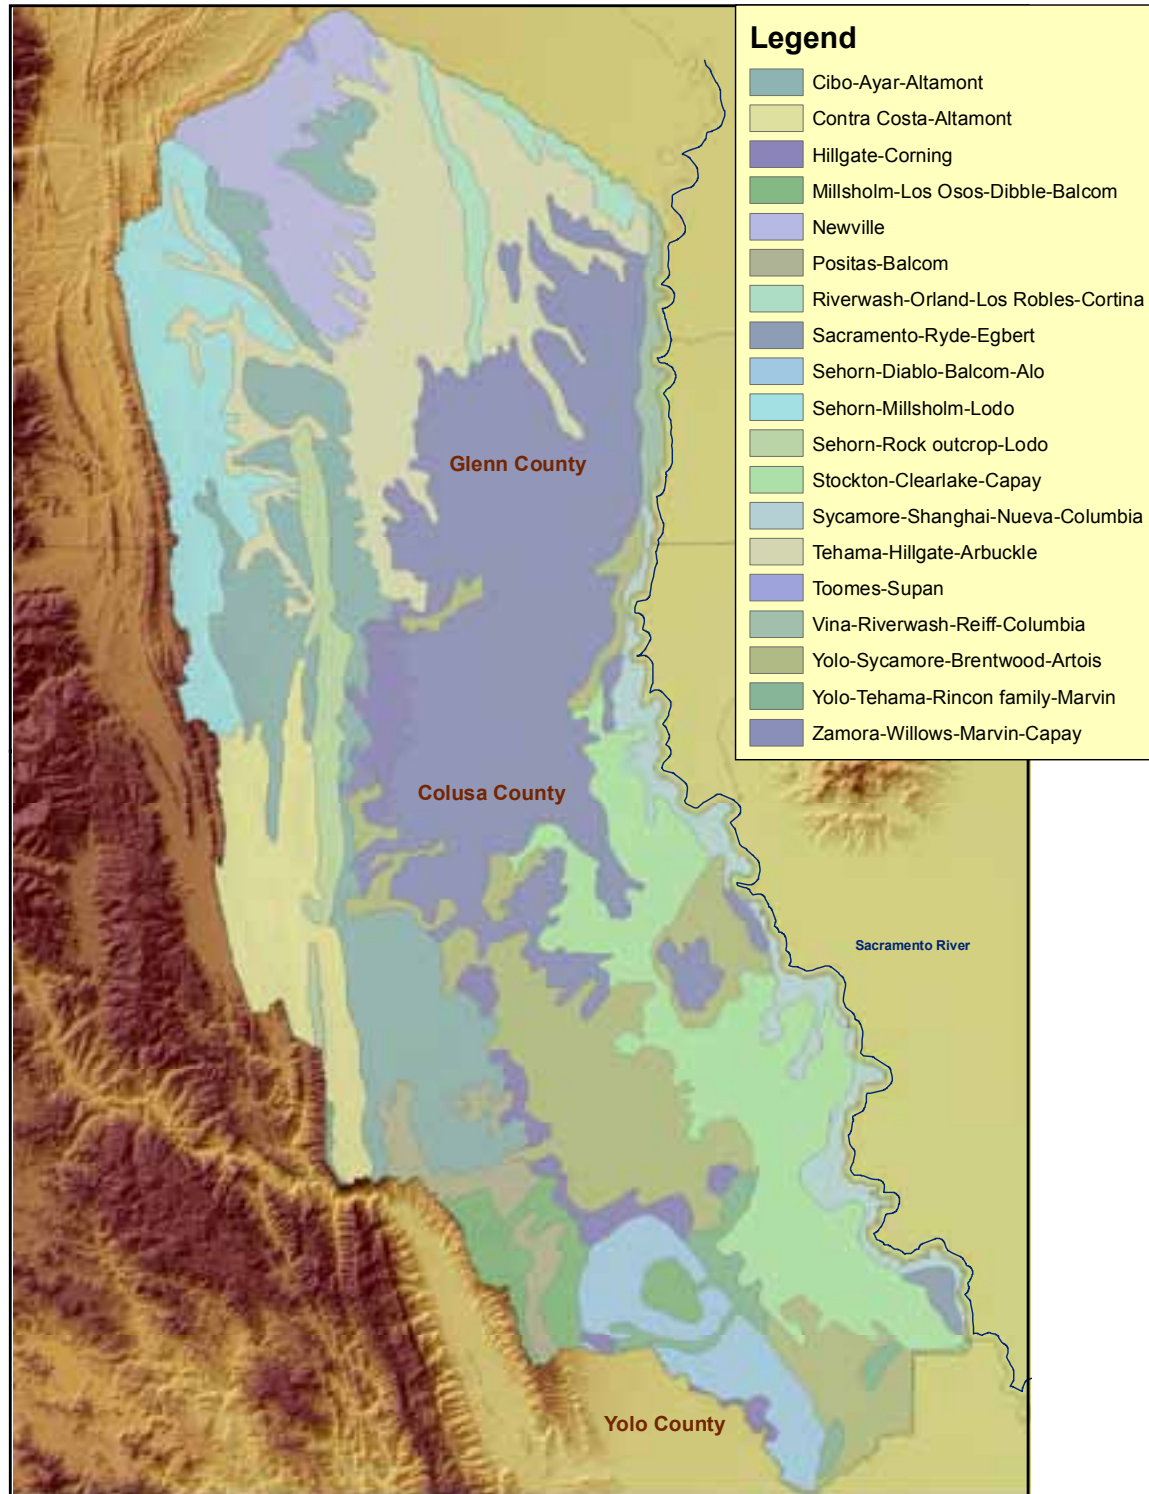 Legend
Cibo-Ayar-Altamont
Contra Costa-Altamont
Hillgate-Corning
Millsholm-Los Osos-Dibble-Balcom
Newville
Positas-Balcom
Riverwash-Orland-Los Robles-Cortina
Sacramento-Ryde-Egbert
Sehorn-Diablo-Balcom-Alo
Sehorn-Millsholm-Lodo
Sehorn-Rock outcrop-Lodo
Stockton-Clearlake-Capay
Sycamore-Shanghai-Nueva-Columbia
Tehama-Hillgate-Arbuckle
Toomes-Supan
Vina-Riverwash-Reiff-Columbia
Yolo-Sycamore-Brentwood-Artois
Yolo-Tehama-Rincon family-Marvin
Zamora-Willows-Marvin-Capay
Glenn County
Colusa County
Sacramento River
Yolo County